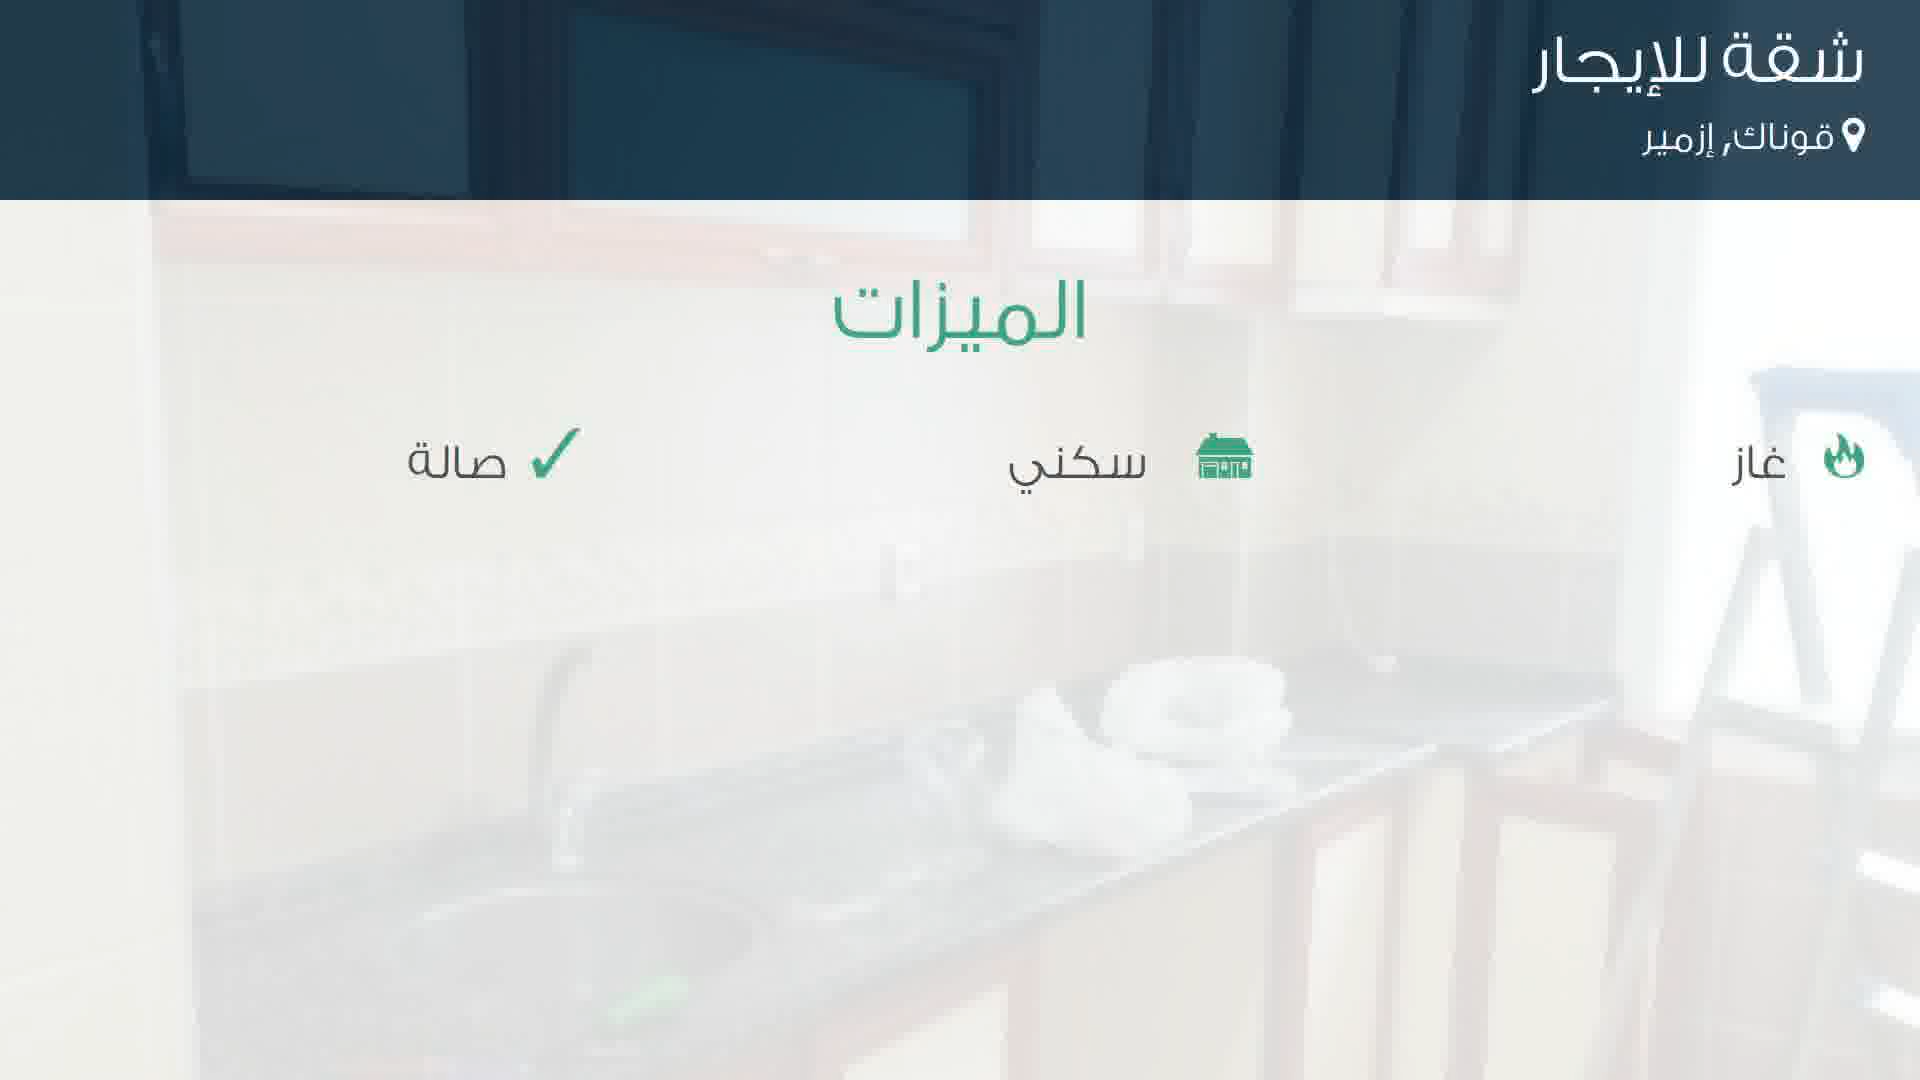 شقة للإيجار
قوناك, إزمير
الميزات
غاز
سكني
صالة